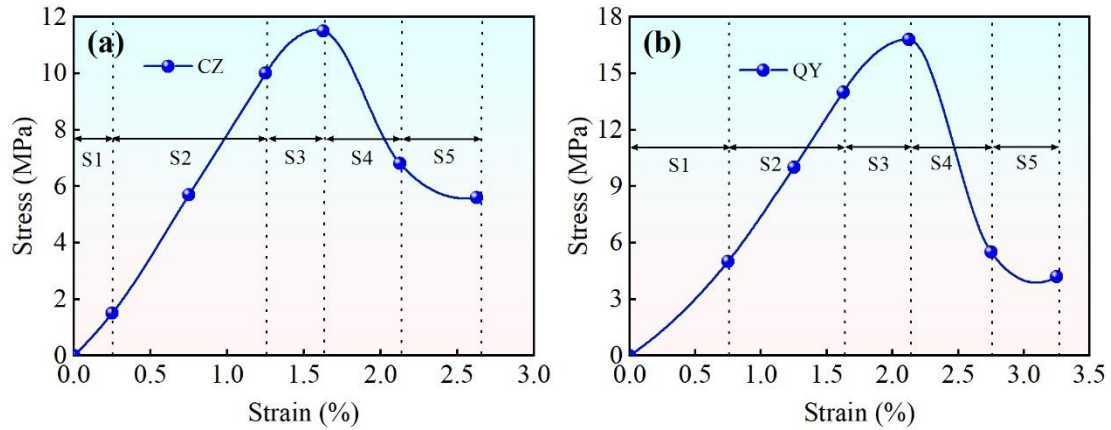 (a)
CZ
12
10
8
6
4
2
0
Stress (MPa)
S1 S2 S3 S4 S5
0.0 0.5 1.0 1.5 2.0 2.5 3.0
Strain (%)
(b)
QY
18
15
12
9
6
3
0
Stress (MPa)
S1 S2 S3 S4 S5
0.0 0.5 1.0 1.5 2.0 2.5 3.0 3.5
Strain (%)